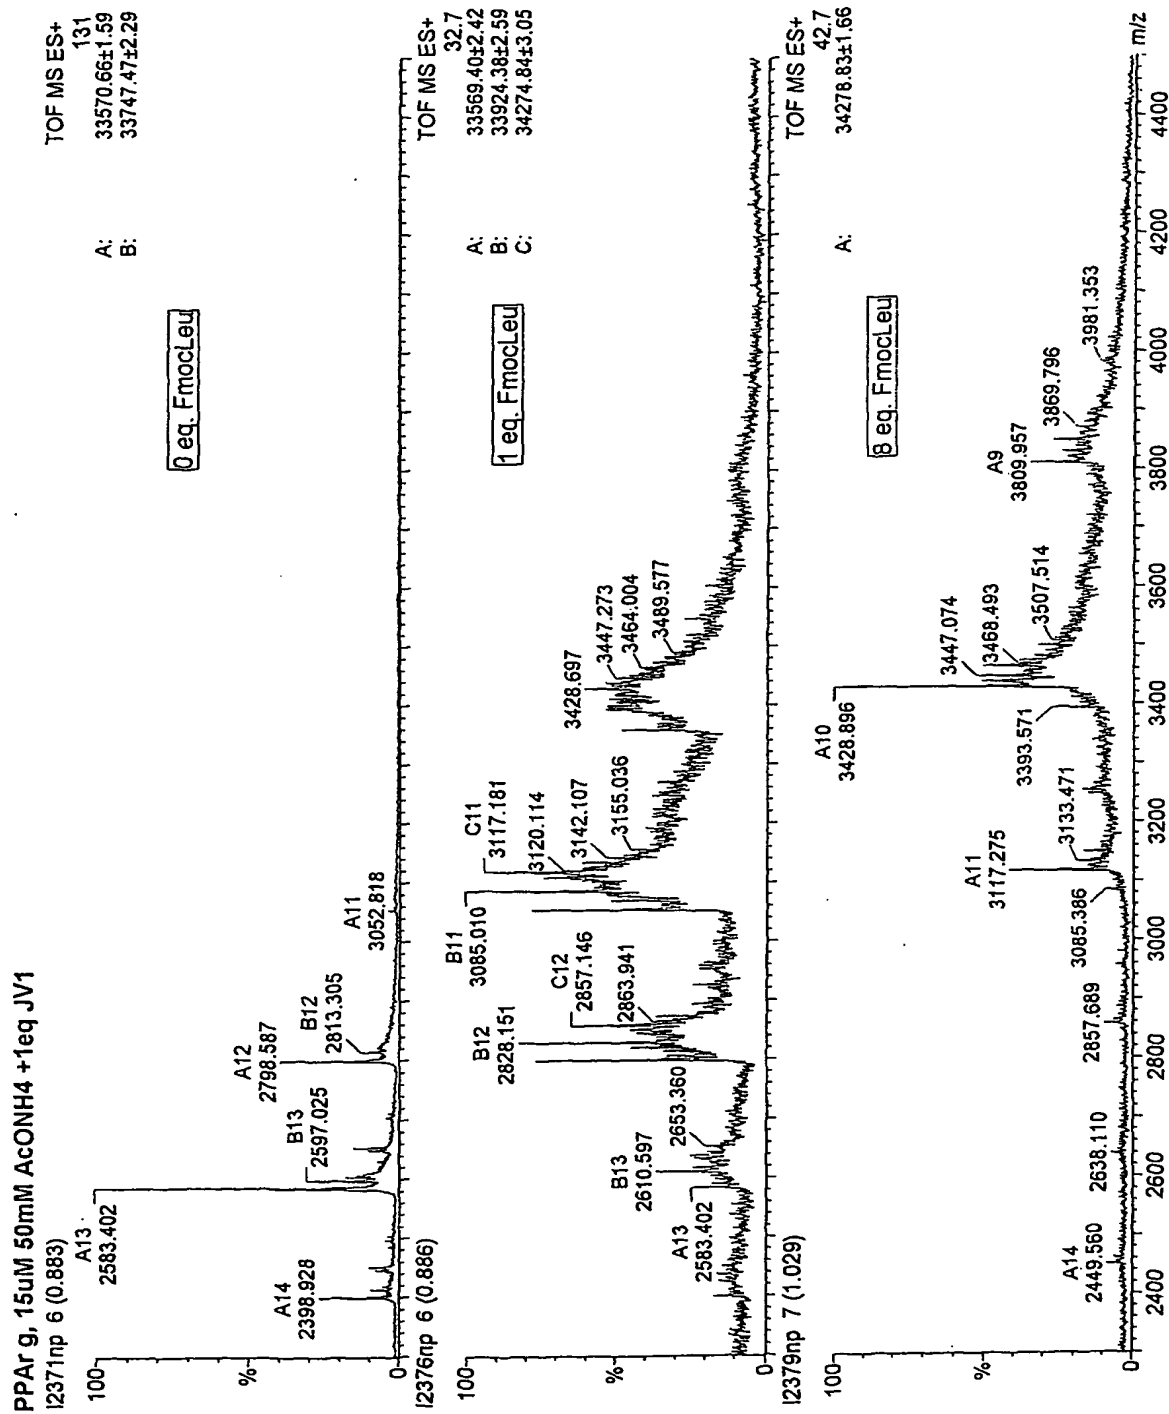 PPAr g, 15uM 50mM AcONH4 +1eq JV1
I2371np 6 (0.883)
TOF MS ES+
131
A: 33570.66±1.59
B: 33747.47±2.29
0 eq. FmocLeu
100
%
0
A14
2398.928
A13
2583.402
B13
2597.025
A12
2798.587
B12
2813.305
A11
3052.818
I2376np 6 (0.886)
TOF MS ES+
32.7
A: 33569.40±2.42
B: 33924.38±2.59
C: 34274.84±3.05
1 eq. FmocLeu
100
%
0
A13
2583.402
B13
2610.597
2653.360
B12
2828.151
C12
2857.146
2863.941
B11
3085.010
C11
3117.181
3120.114
3142.107
3155.036
3428.697
3447.273
3464.004
3489.577
I2379np 7 (1.029)
TOF MS ES+
42.7
A: 34278.83±1.66
8 eq. FmocLeu
100
%
0
A14
2449.560
2638.110
2857.689
3085.386
A11
3117.275
3133.471
3393.571
A10
3428.896
3447.074
3468.493
3507.514
A9
3809.957
3869.796
3981.353
2400 2600 2800 3000 3200 3400 3600 3800 4000 4200 4400
m/z